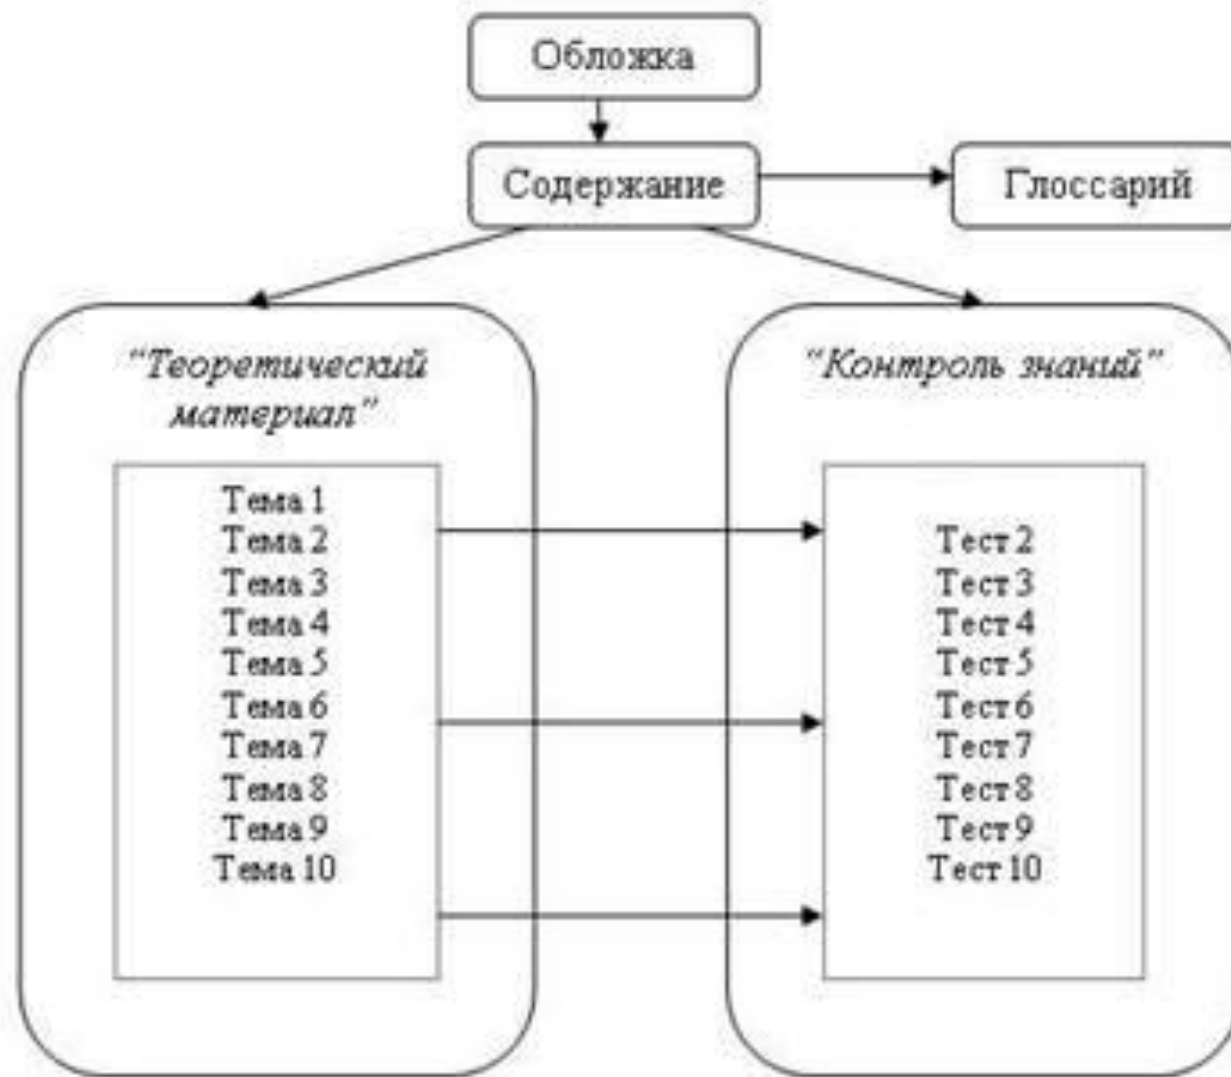 Обложка
Содержание
Глоссарий
“Теоретический
материал”
Тема 1
Тема 2
Тема 3
Тема 4
Тема 5
Тема 6
Тема 7
Тема 8
Тема 9
Тема 10
“Контроль знаний”
Тест 2
Тест 3
Тест 4
Тест 5
Тест 6
Тест 7
Тест 8
Тест 9
Тест 10